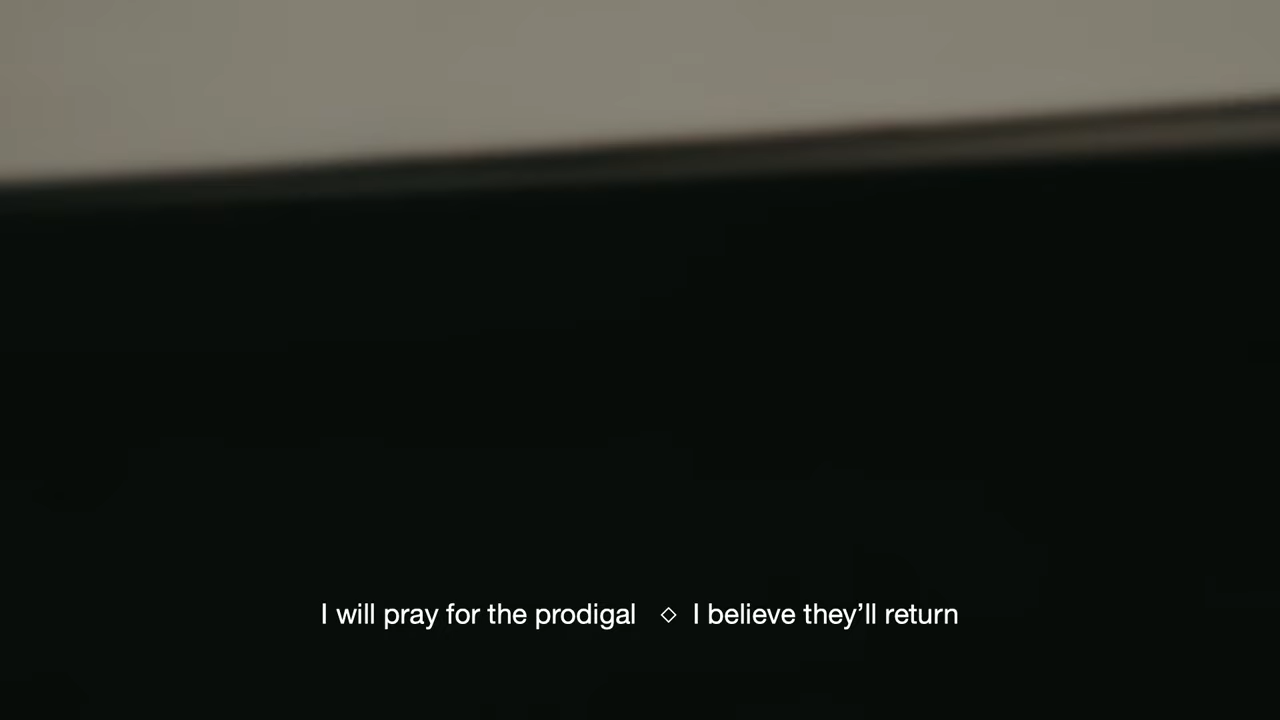 I will pray for the prodigal ◇ I believe they’ll return